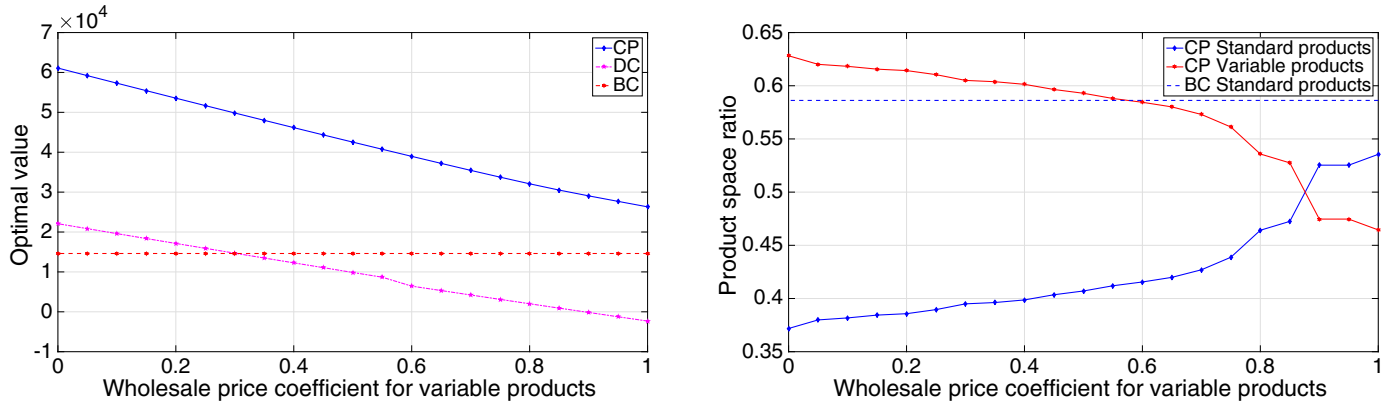 ×10⁴
7
6
5
4
3
2
1
0
-1
Optimal value
CP
DC
BC
0 0.2 0.4 0.6 0.8 1
Wholesale price coefficient for variable products
0.65
0.6
0.55
0.5
0.45
0.4
0.35
Product space ratio
CP Standard products
CP Variable products
BC Standard products
0 0.2 0.4 0.6 0.8 1
Wholesale price coefficient for variable products